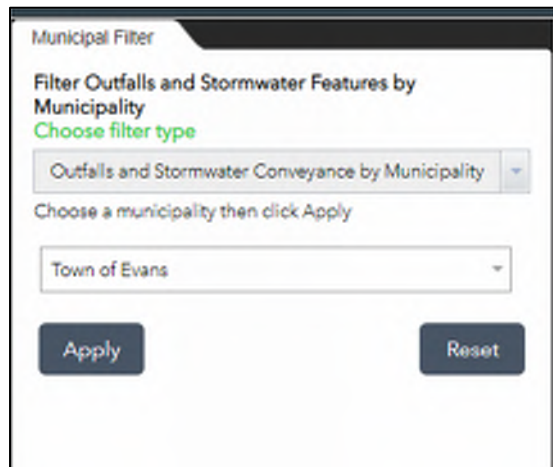 Municipal Filter
Filter Outfalls and Stormwater Features by
Municipality
Choose filter type
Outfalls and Stormwater Conveyance by Municipality
Choose a municipality then click Apply
Town of Evans
Apply
Reset